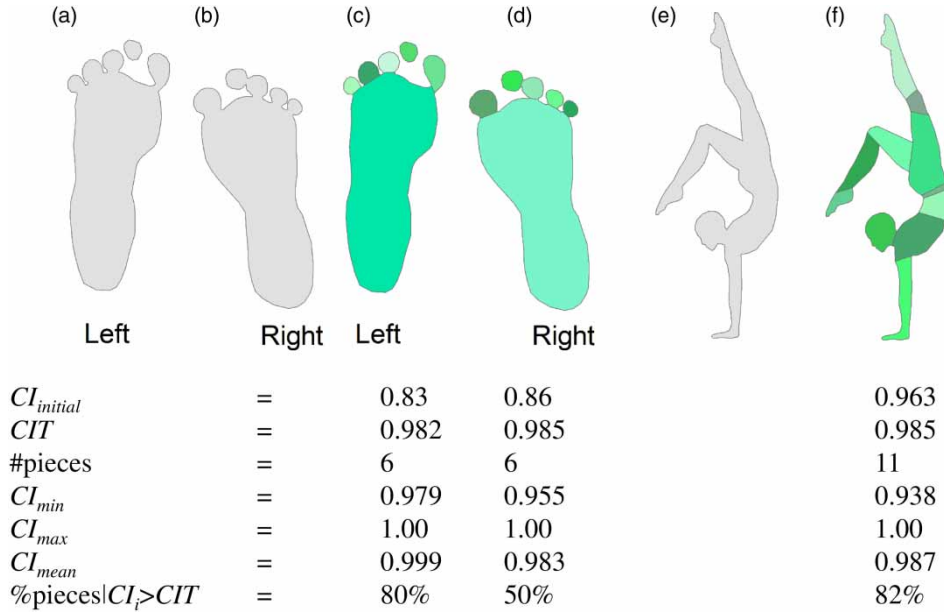 (a) (b) (c) (d) (e) (f)
Left Right Left Right
CI_initial = 0.83 0.86 0.963
CIT = 0.982 0.985 0.985
#pieces = 6 6 11
CI_min = 0.979 0.955 0.938
CI_max = 1.00 1.00 1.00
CI_mean = 0.999 0.983 0.987
%pieces|CI_i>CIT = 80% 50% 82%